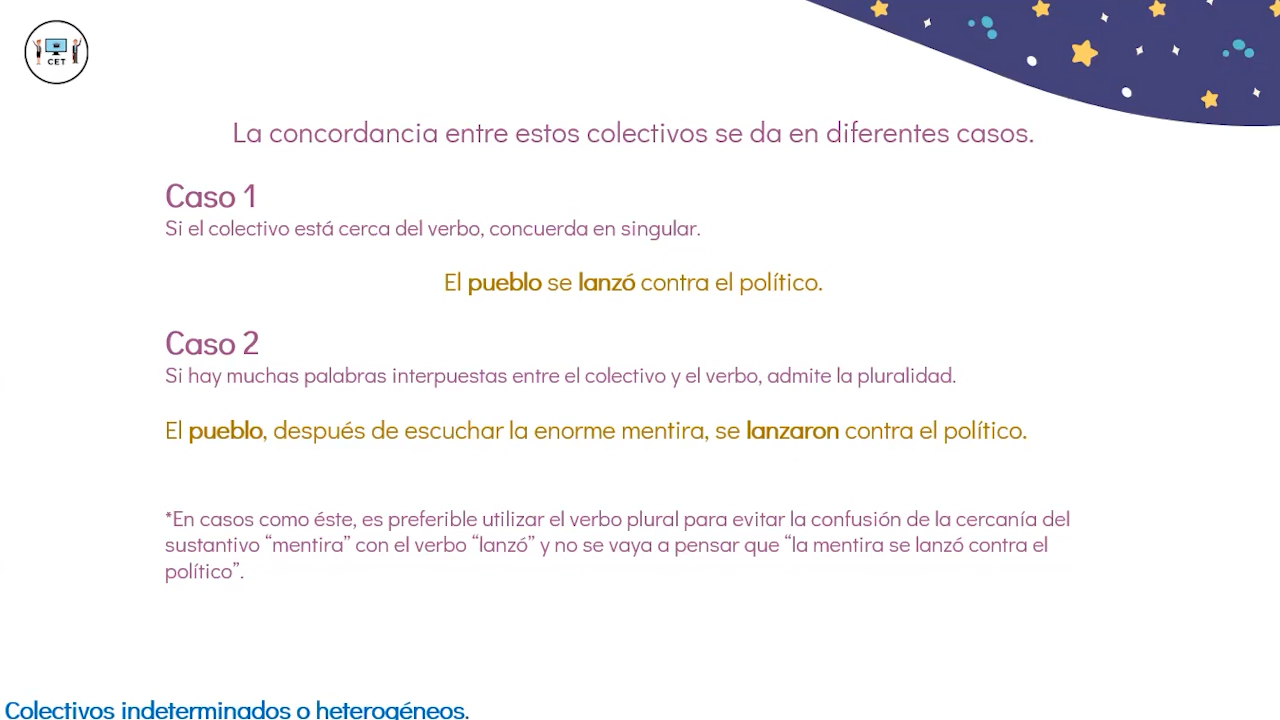 CET
La concordancia entre estos colectivos se da en diferentes casos.
Caso 1
Si el colectivo está cerca del verbo, concuerda en singular.
El pueblo se lanzó contra el político.
Caso 2
Si hay muchas palabras interpuestas entre el colectivo y el verbo, admite la pluralidad.
El pueblo, después de escuchar la enorme mentira, se lanzaron contra el político.
*En casos como éste, es preferible utilizar el verbo plural para evitar la confusión de la cercanía del
sustantivo “mentira” con el verbo “lanzó” y no se vaya a pensar que “la mentira se lanzó contra el
político”.
Colectivos indeterminados o heterogéneos.